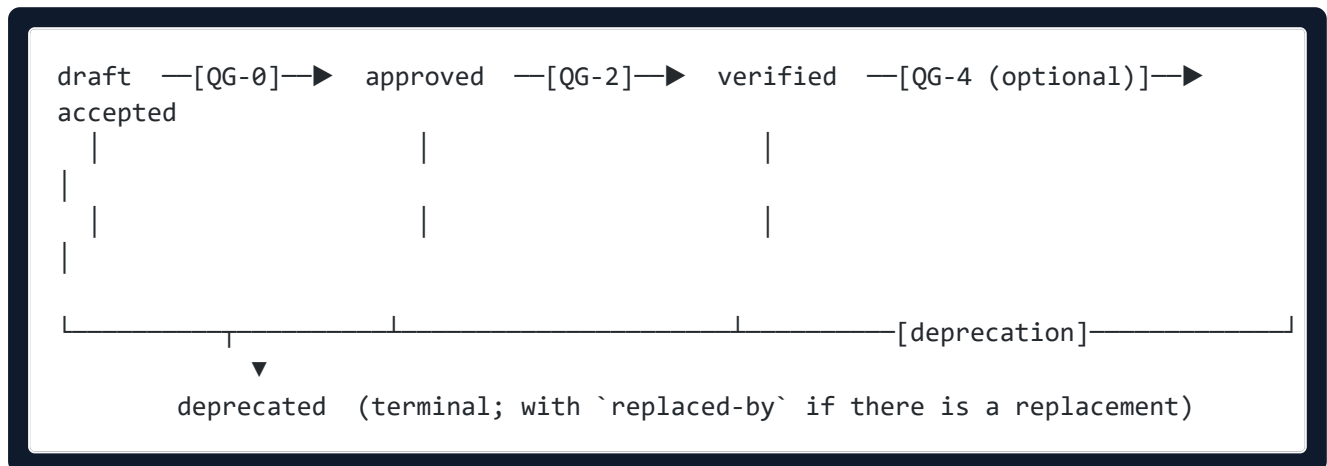 draft ──[QG-0]──▶ approved ──[QG-2]──▶ verified ──[QG-4 (optional)]──▶
accepted
│ │ │
│
│ │ │
│
└──────────┬──────────┴─────────────────────┴──────────[deprecation]─────────────┘
▼
deprecated (terminal; with `replaced-by` if there is a replacement)